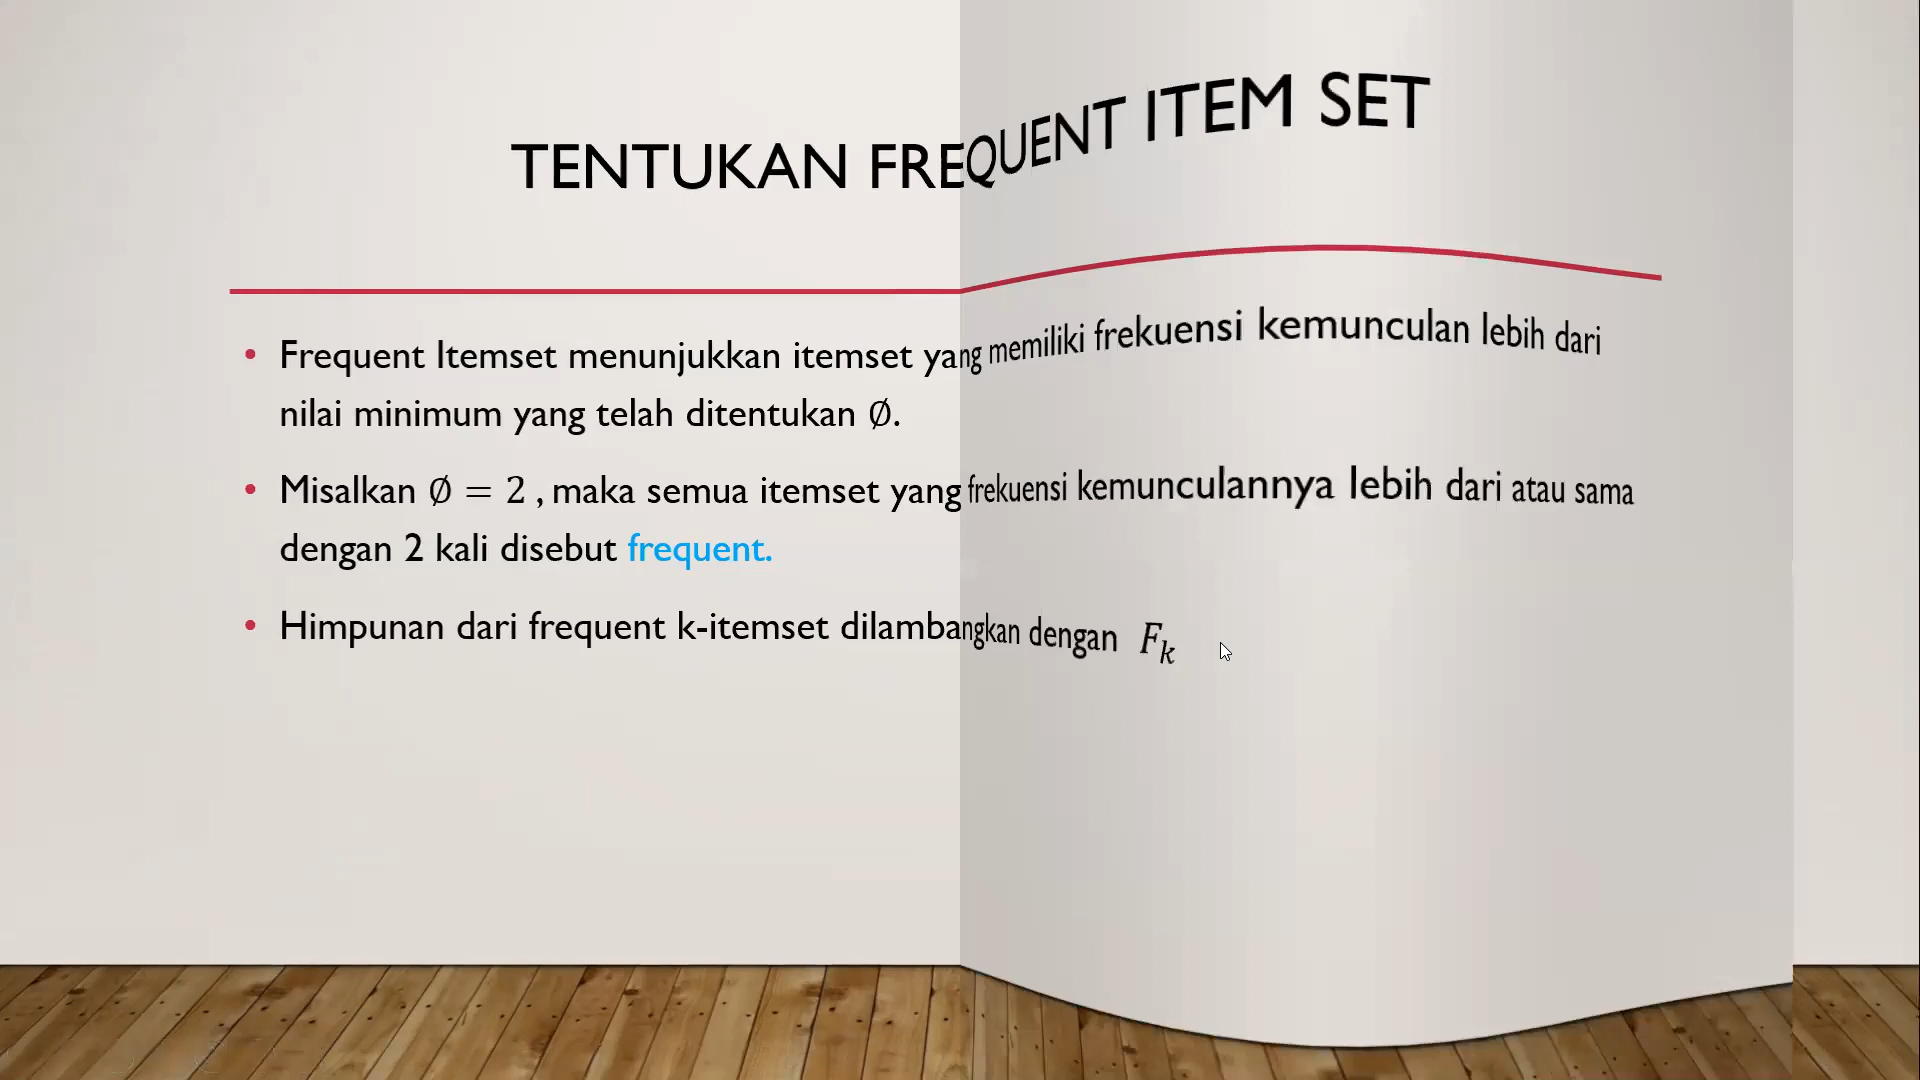 TENTUKAN FREQUENT ITEM SET
• Frequent Itemset menunjukkan itemset yang memiliki frekuensi kemunculan lebih dari
nilai minimum yang telah ditentukan ∅.
• Misalkan ∅ = 2 , maka semua itemset yang frekuensi kemunculannya lebih dari atau sama
dengan 2 kali disebut frequent.
• Himpunan dari frequent k-itemset dilambangkan dengan Fₖ